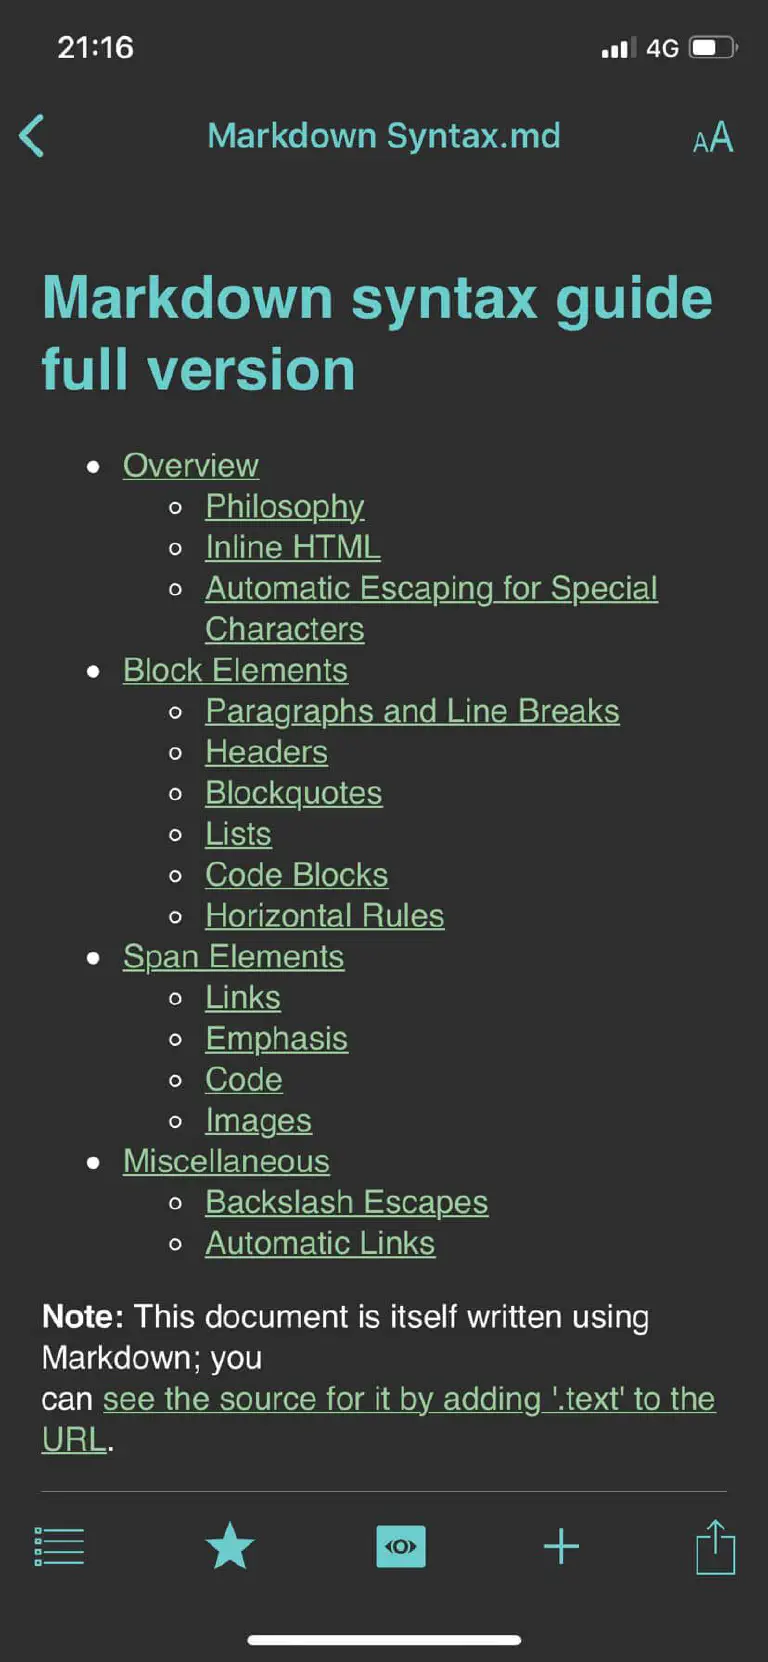 21:16
4G
Markdown Syntax.md
AA
Markdown syntax guide
full version
Overview
Philosophy
Inline HTML
Automatic Escaping for Special
Characters
Block Elements
Paragraphs and Line Breaks
Headers
Blockquotes
Lists
Code Blocks
Horizontal Rules
Span Elements
Links
Emphasis
Code
Images
Miscellaneous
Backslash Escapes
Automatic Links
Note: This document is itself written using
Markdown; you
can see the source for it by adding '.text' to the
URL.